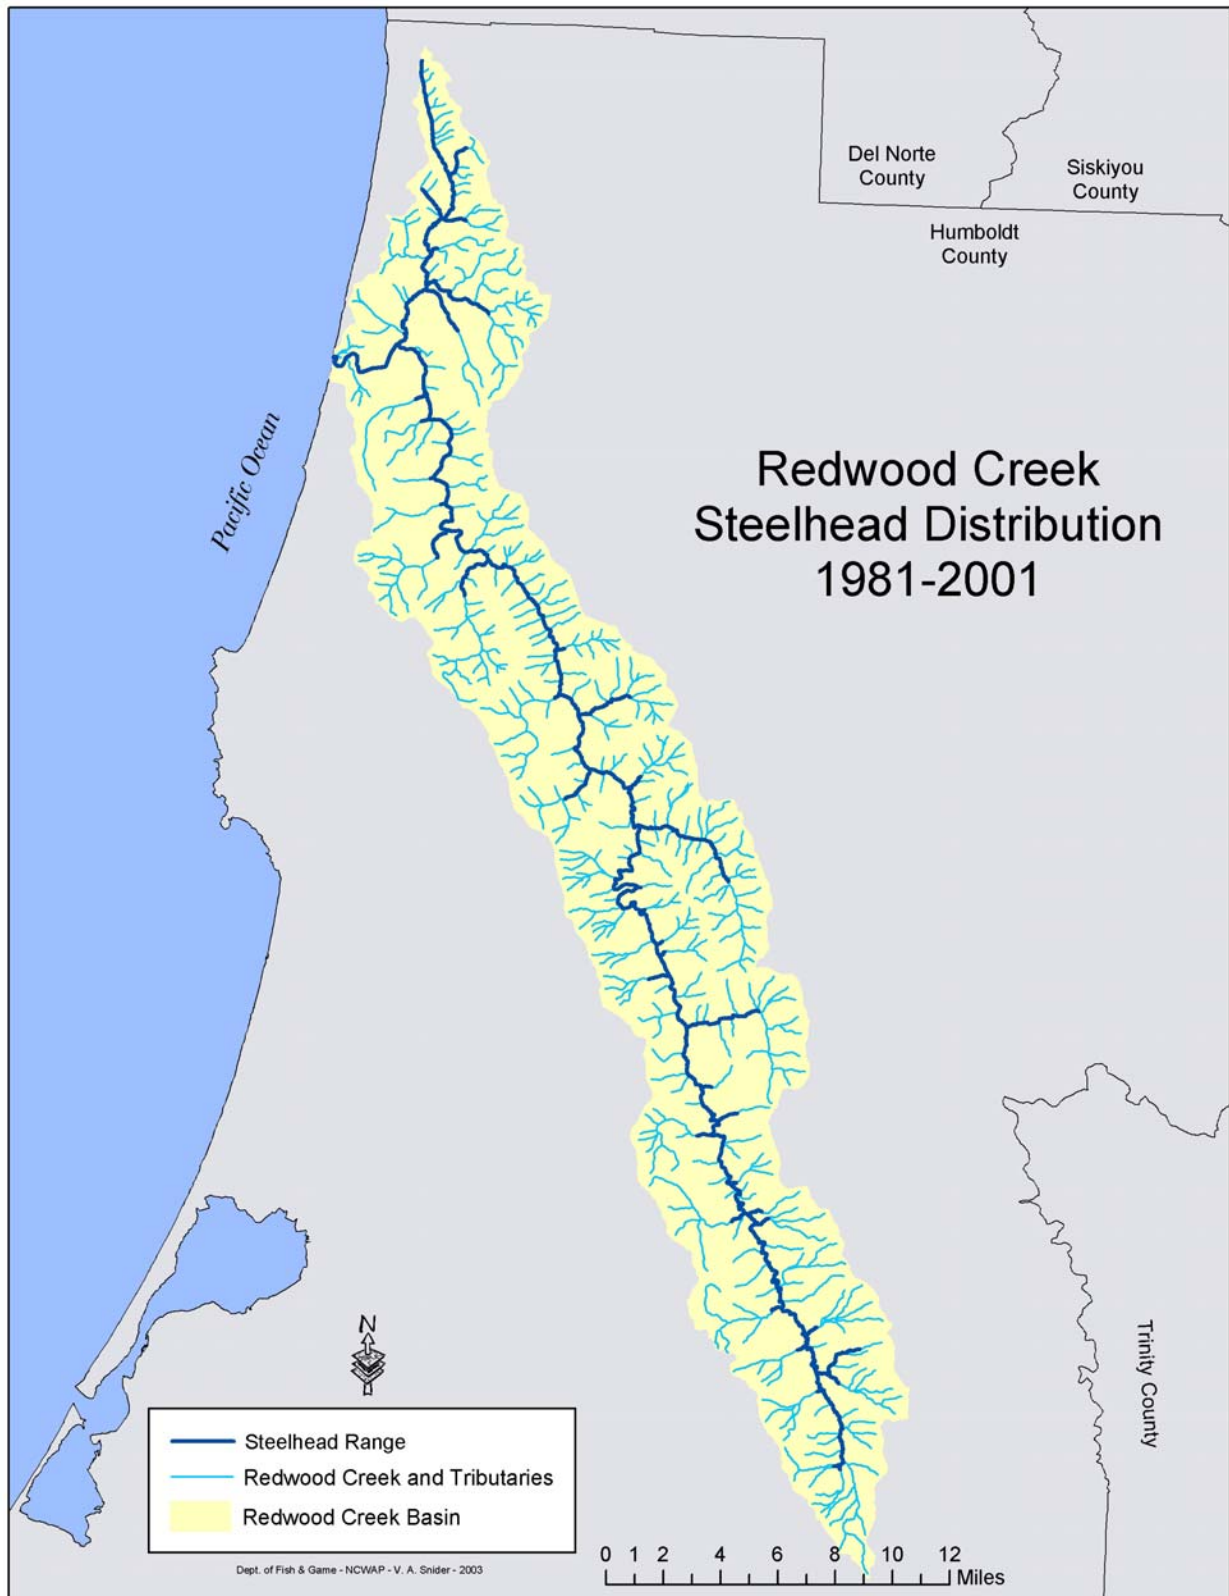 Del Norte
County
Siskiyou
County
Humboldt
County
Pacific Ocean
Redwood Creek
Steelhead Distribution
1981-2001
Trinity County
N
Steelhead Range
Redwood Creek and Tributaries
Redwood Creek Basin
Dept. of Fish & Game - NCWAP - V. A. Snider - 2003
0 1 2 4 6 8 10 12
Miles